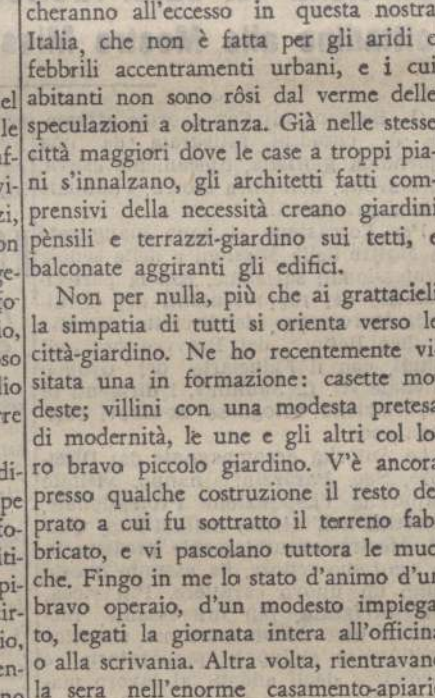 cheranno all'eccesso in questa nostra
Italia, che non è fatta per gli aridi e
febbrili accentramenti urbani, e i cui
abitanti non sono rôsi dal verme delle
speculazioni a oltranza. Già nelle stesse
città maggiori dove le case a troppi pia-
ni s'innalzano, gli architetti fatti com-
prensivi della necessità creano giardini
pènsili e terrazzi-giardino sui tetti, e
balconate aggiranti gli edifici.
Non per nulla, più che ai grattacieli
la simpatia di tutti si orienta verso le
città-giardino. Ne ho recentemente vi
sitata una in formazione: casette mo
deste; villini con una modesta pretesa
di modernità, le une e gli altri col lo
ro bravo piccolo giardino. V'è ancora
presso qualche costruzione il resto de
prato a cui fu sottratto il terreno fab
bricato, e vi pascolano tuttora le muc
che. Fingo in me lo stato d'animo d'un
bravo operaio, d'un modesto impiega
to, legati la giornata intera all'officina
o alla scrivania. Altra volta, rientravano
la sera nell'enorme casamento-apiari